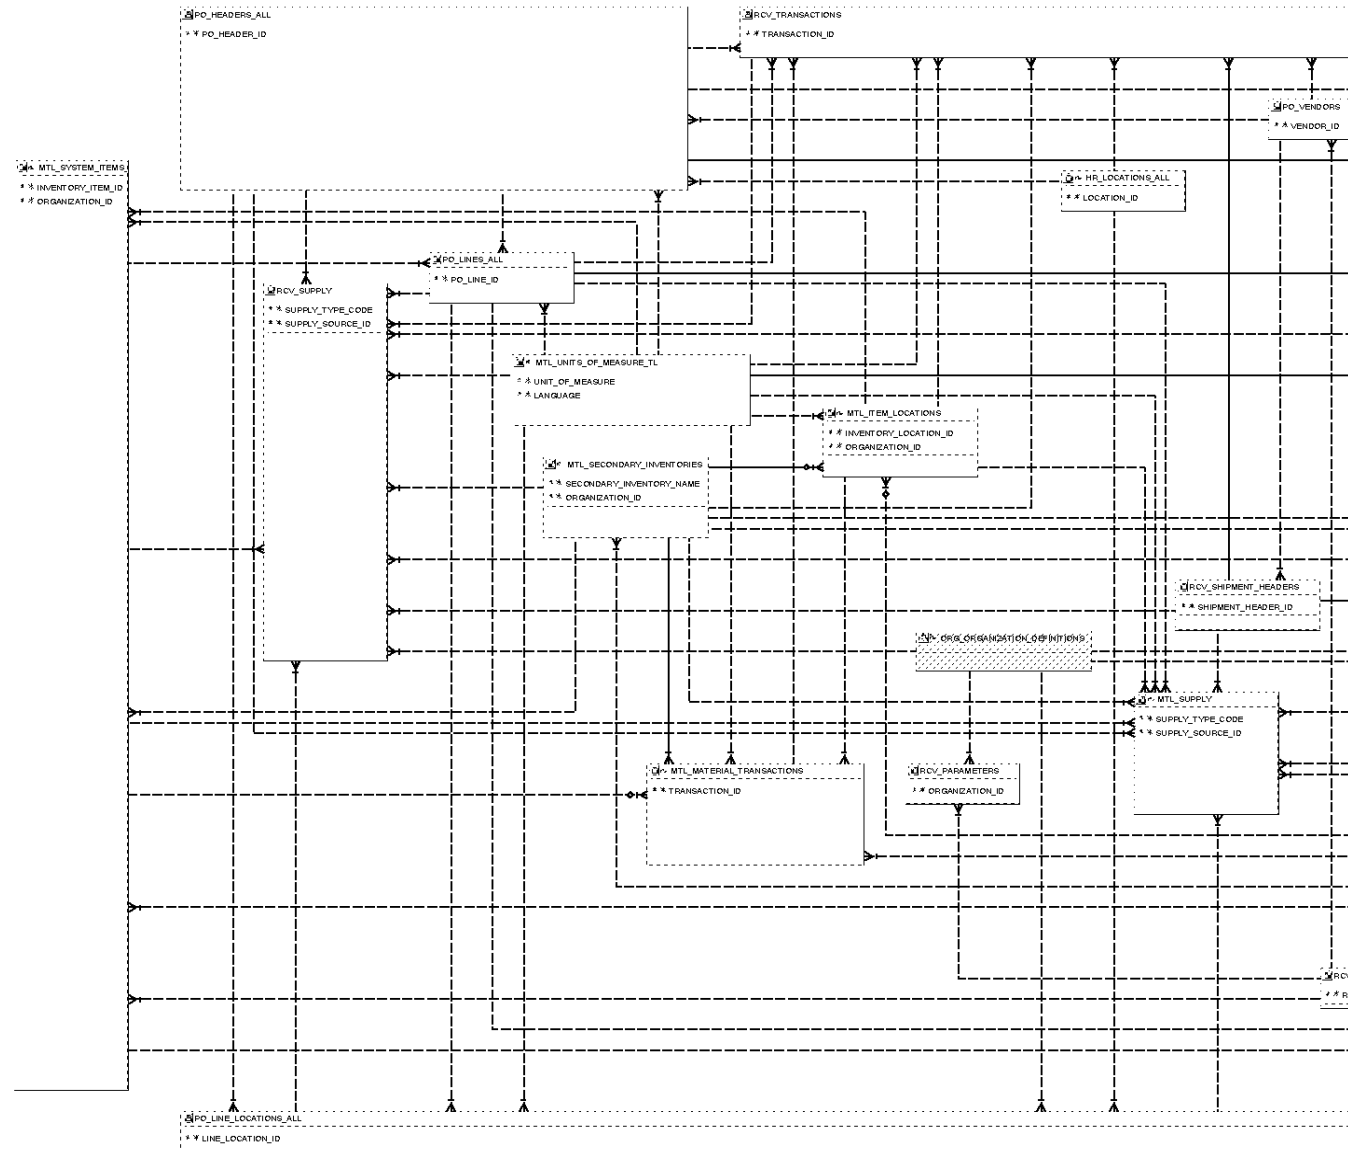 PO_HEADERS_ALL
* * PO_HEADER_ID
RCV_TRANSACTIONS
* * TRANSACTION_ID
PO_VENDORS
* * VENDOR_ID
MTL_SYSTEM_ITEMS
* * INVENTORY_ITEM_ID
* * ORGANIZATION_ID
HR_LOCATIONS_ALL
* * LOCATION_ID
PO_LINES_ALL
* * PO_LINE_ID
RCV_SUPPLY
* * SUPPLY_TYPE_CODE
* * SUPPLY_SOURCE_ID
MTL_UNITS_OF_MEASURE_TL
* * UNIT_OF_MEASURE
* * LANGUAGE
MTL_ITEM_LOCATIONS
* * INVENTORY_LOCATION_ID
* * ORGANIZATION_ID
MTL_SECONDARY_INVENTORIES
* * SECONDARY_INVENTORY_NAME
* * ORGANIZATION_ID
RCV_SHIPMENT_HEADERS
* * SHIPMENT_HEADER_ID
ORG_ORGANIZATION_DEFINITIONS
MTL_SUPPLY
* * SUPPLY_TYPE_CODE
* * SUPPLY_SOURCE_ID
MTL_MATERIAL_TRANSACTIONS
* * TRANSACTION_ID
RCV_PARAMETERS
* * ORGANIZATION_ID
PO_LINE_LOCATIONS_ALL
* * LINE_LOCATION_ID